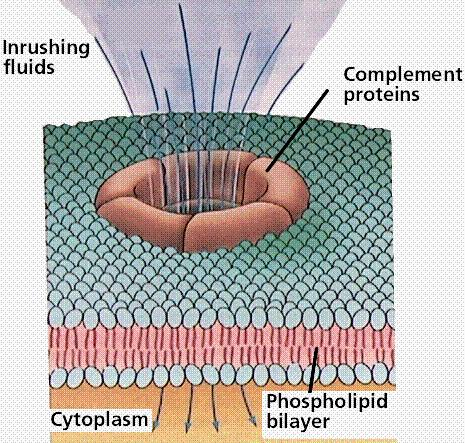 Inrushing
fluids
Complement
proteins
Cytoplasm
Phospholipid
bilayer